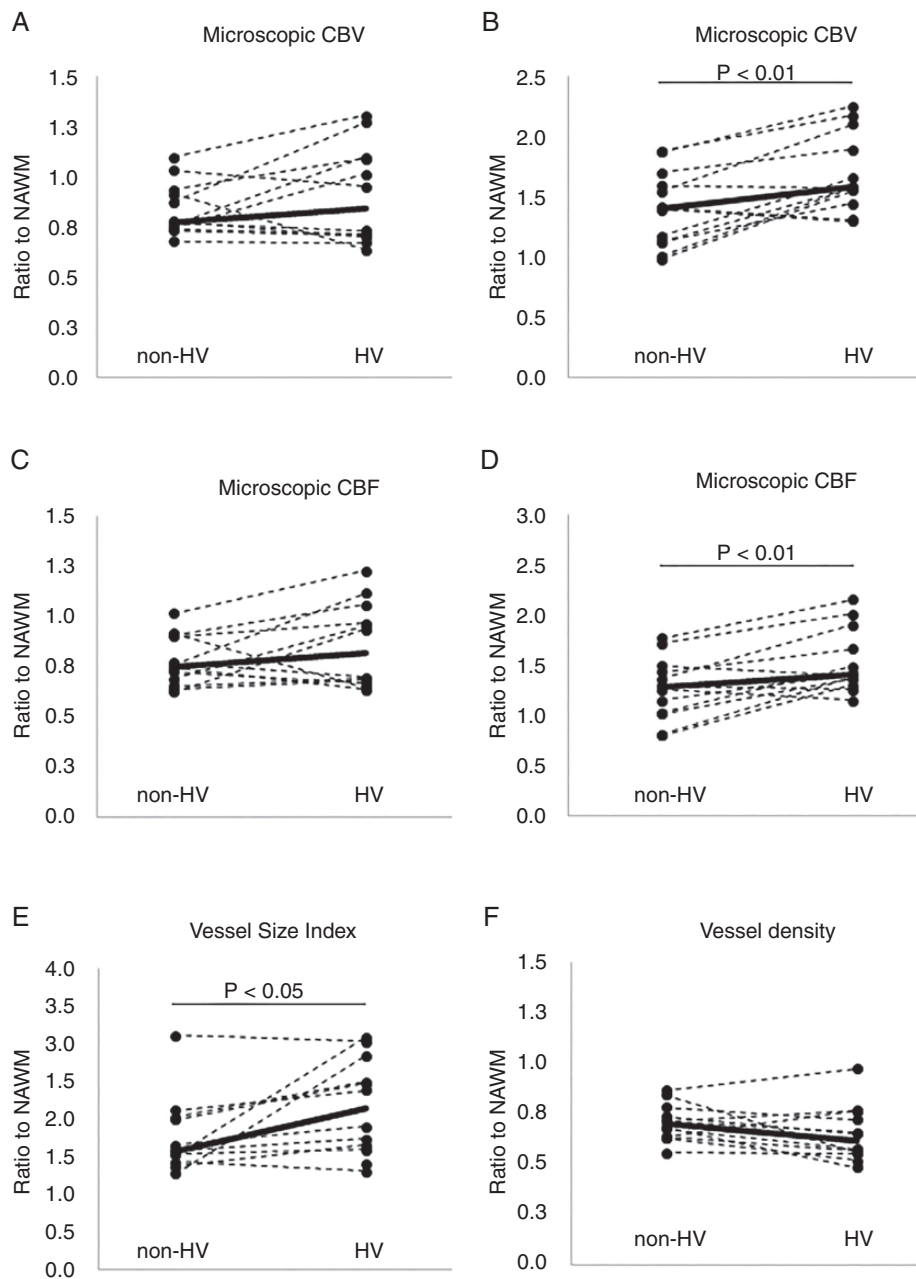 A
Microscopic CBV
1.5
1.3
1.0
0.8
0.5
0.3
0.0
Ratio to NAWM
non-HV
HV
B
Microscopic CBV
P < 0.01
2.5
2.0
1.5
1.0
0.5
0.0
Ratio to NAWM
non-HV
HV
C
Microscopic CBF
1.5
1.3
1.0
0.8
0.5
0.3
0.0
Ratio to NAWM
non-HV
HV
D
Microscopic CBF
P < 0.01
3.0
2.5
2.0
1.5
1.0
0.5
0.0
Ratio to NAWM
non-HV
HV
E
Vessel Size Index
P < 0.05
4.0
3.5
3.0
1.5
2.0
1.5
1.0
0.5
0.0
Ratio to NAWM
non-HV
HV
F
Vessel density
1.5
1.3
1.0
0.8
0.5
0.3
0.0
Ratio to NAWM
non-HV
HV